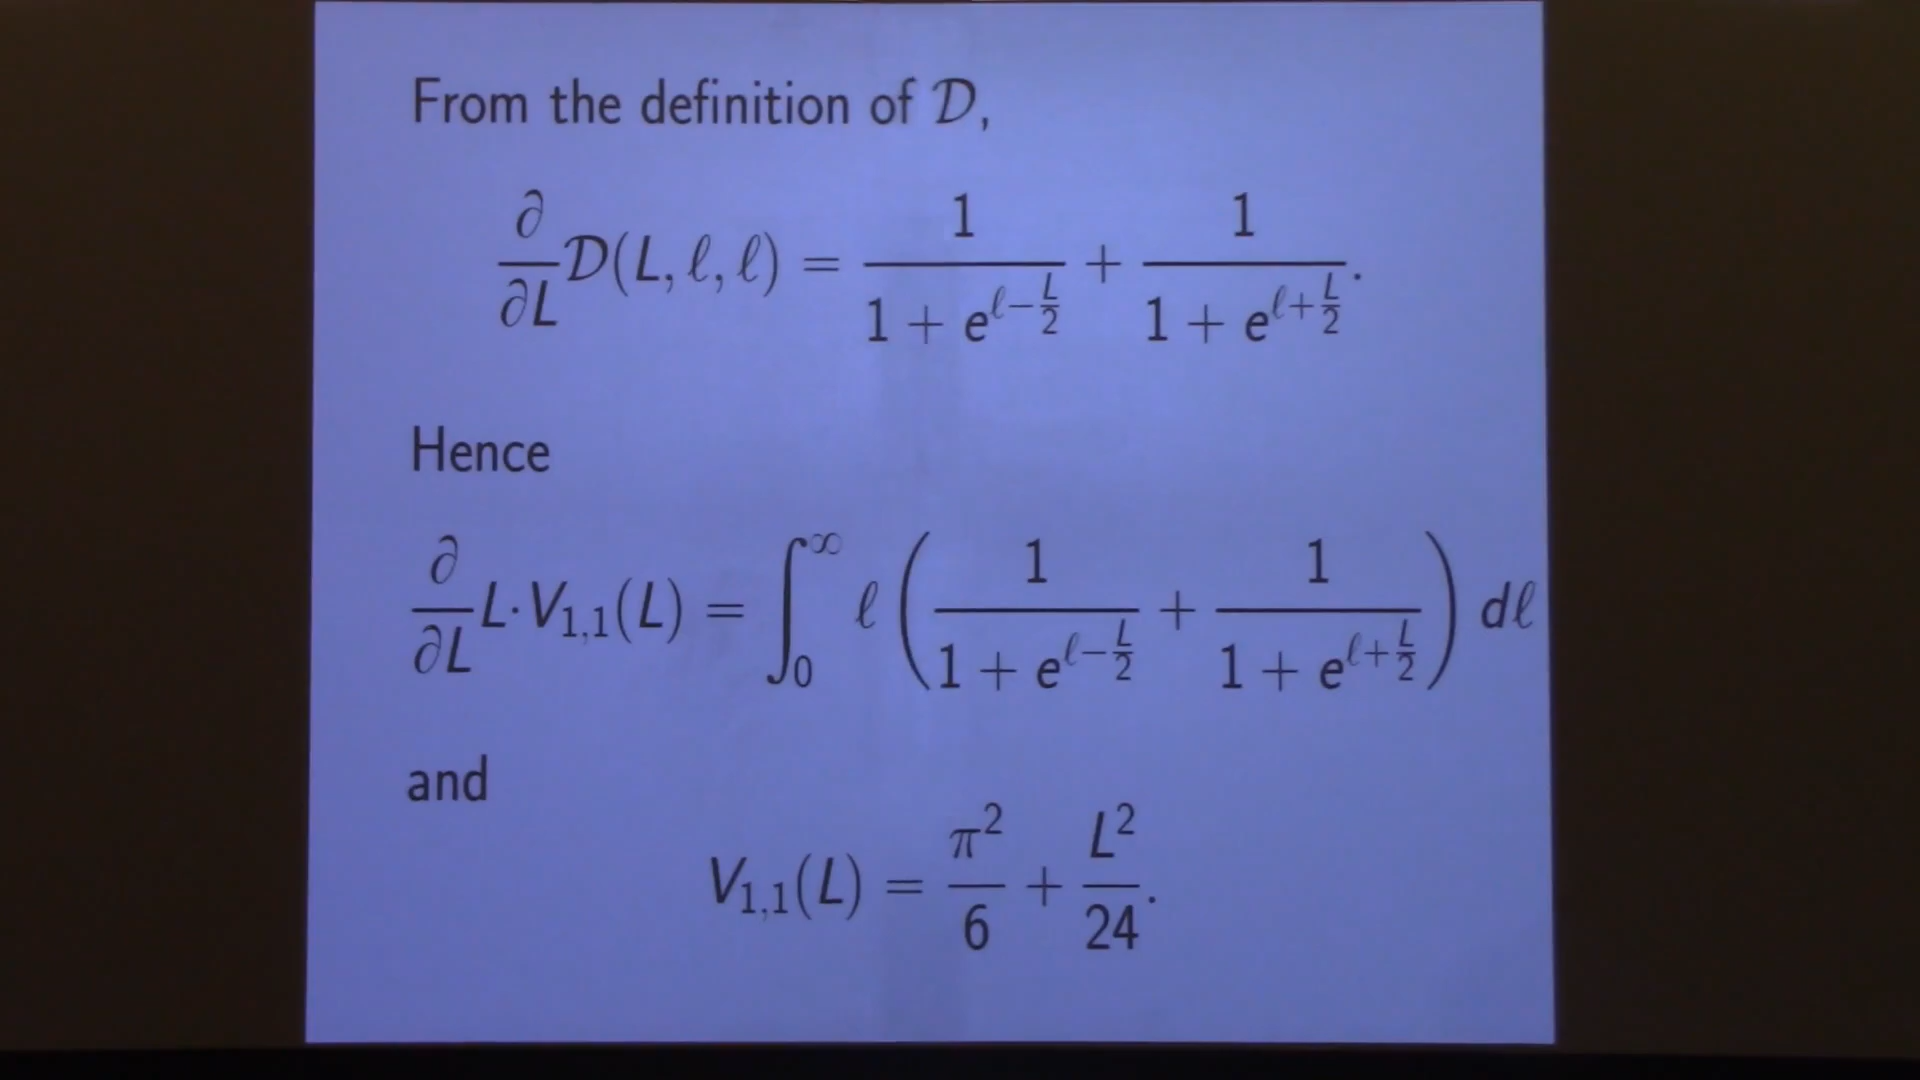 From the definition of 𝒟,
∂/∂L 𝒟(L, ℓ, ℓ) = 1/(1 + e^{ℓ−L/2}) + 1/(1 + e^{ℓ+L/2}).
Hence
∂/∂L L·V_{1,1}(L) = ∫_0^∞ ℓ (1/(1 + e^{ℓ−L/2}) + 1/(1 + e^{ℓ+L/2})) dℓ
and
V_{1,1}(L) = π²/6 + L²/24.